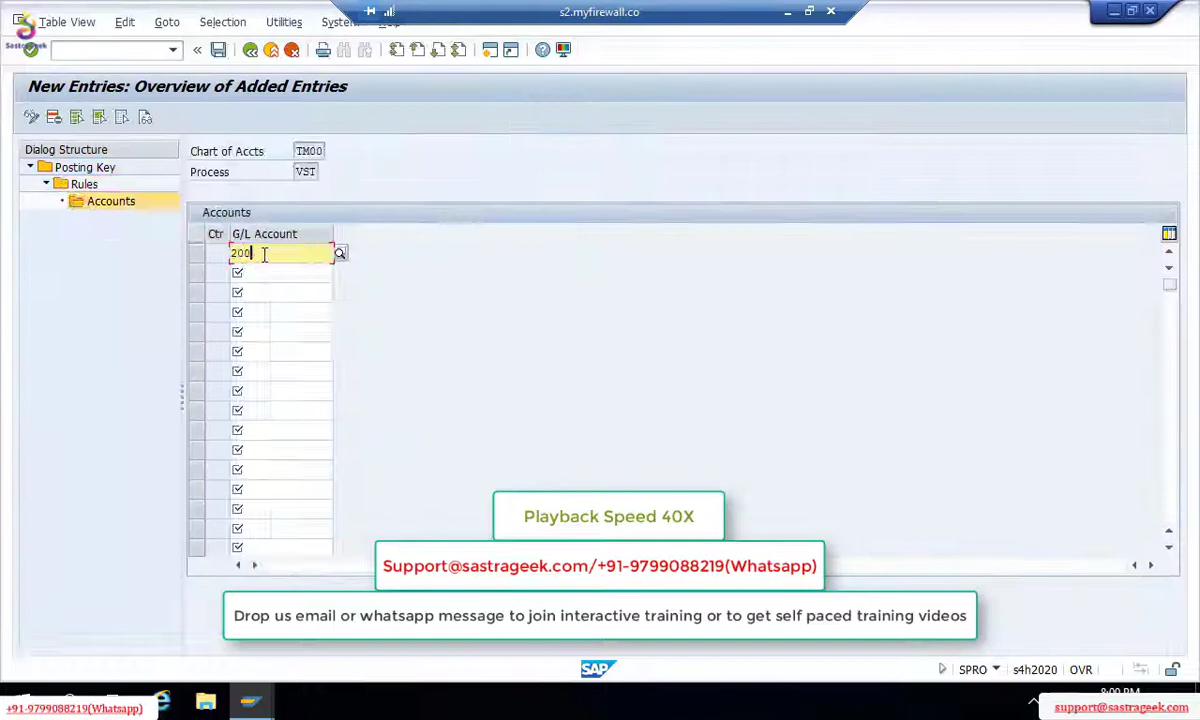 Table View Edit Goto Selection Utilities System
s2.myfirewall.co
Sastrageek
New Entries: Overview of Added Entries
Dialog Structure
Posting Key
Rules
Accounts
Chart of Accts TM00
Process VST
Accounts
Ctr G/L Account
200
Playback Speed 40X
Support@sastrageek.com/+91-9799088219(Whatsapp)
Drop us email or whatsapp message to join interactive training or to get self paced training videos
SAP
SPRO s4h2020 OVR
+91-9799088219(Whatsapp)
support@sastrageek.com